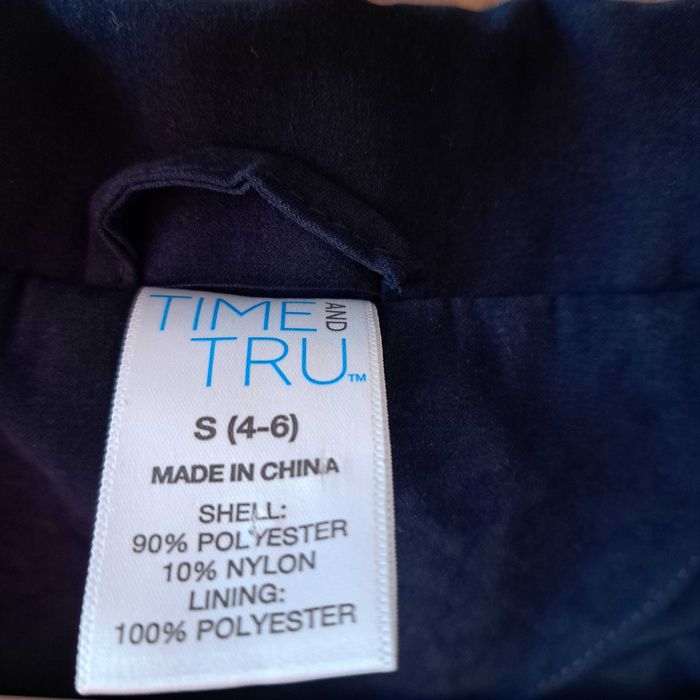 TIME AND
TRU™
S (4-6)
MADE IN CHINA
SHELL:
90% POLYESTER
10% NYLON
LINING:
100% POLYESTER